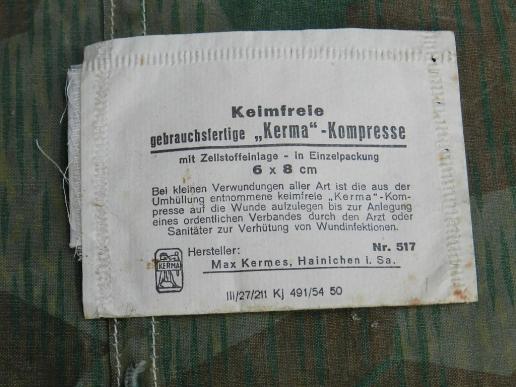 Keimfreie
gebrauchsfertige „Kerma"-Kompresse
mit Zellstoffeinlage - in Einzelpackung
6 x 8 cm
Bei kleinen Verwundungen aller Art ist die aus der
Umhüllung entnommene keimfreie „Kerma"-Kom-
presse auf die Wunde aufzulegen bis zur Anlegung
eines ordentlichen Verbandes durch den Arzt oder
Sanitäter zur Verhütung von Wundinfektionen.
Hersteller: Nr. 517
KERMA
Max Kermes, Hainichen i. Sa.
III/27/211 Kj 491/54 50